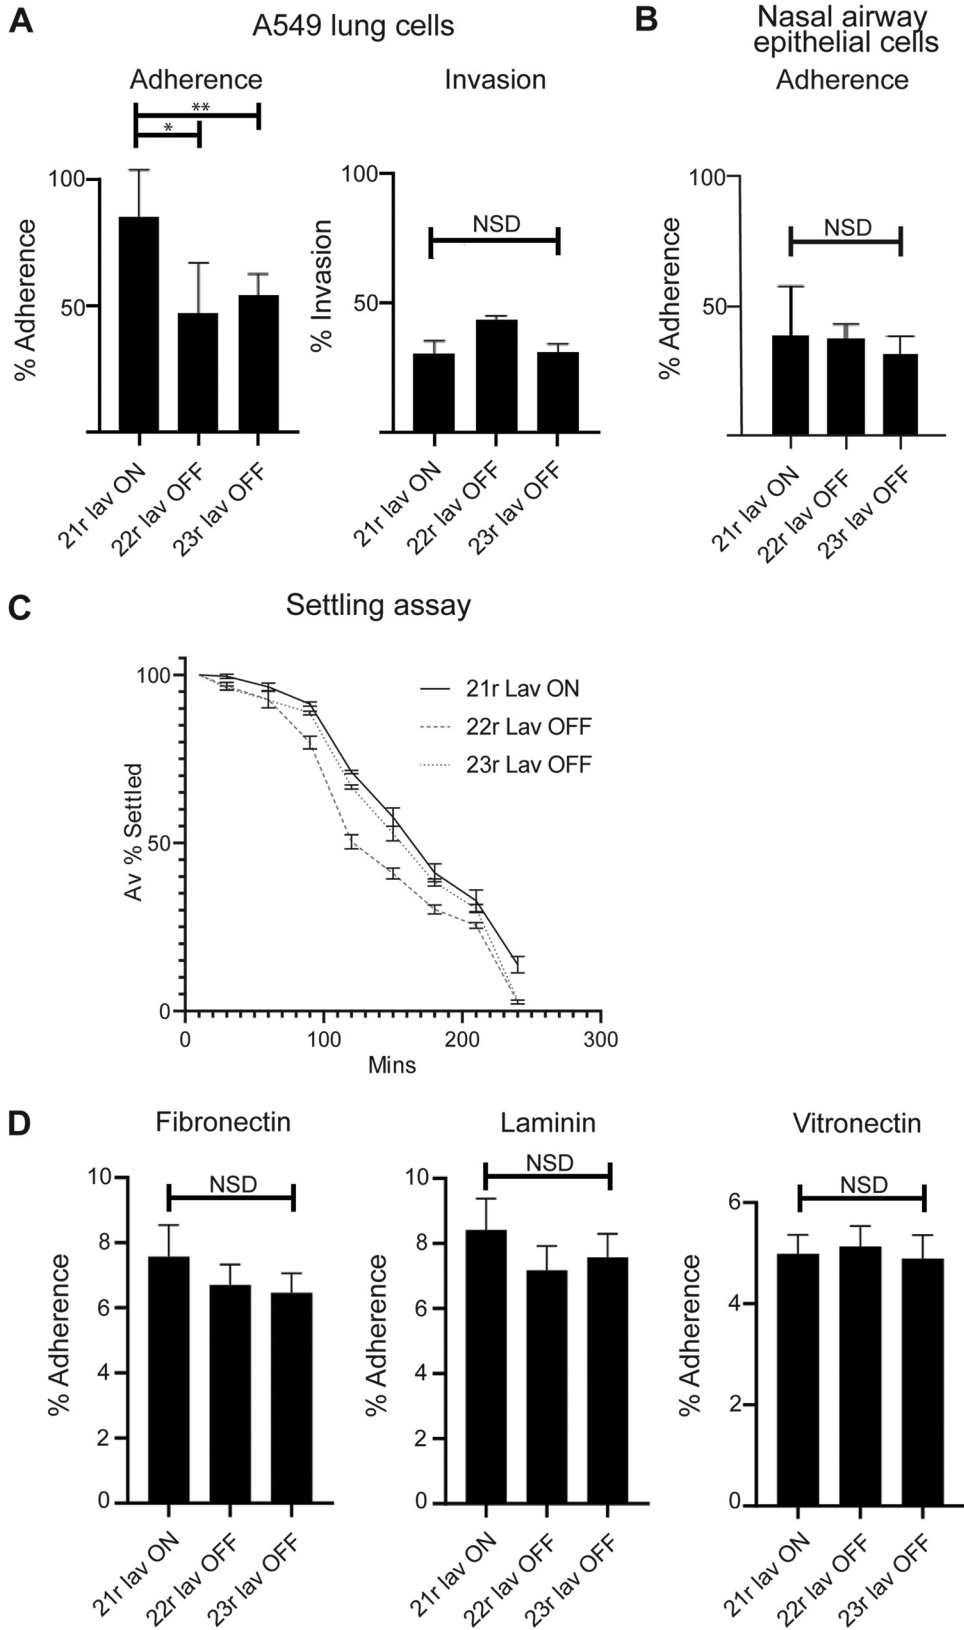 A
A549 lung cells
Adherence
Invasion
**
*
100
50
% Adherence
21r lav ON
22r lav OFF
23r lav OFF
100
50
% Invasion
NSD
21r lav ON
22r lav OFF
23r lav OFF
B
Nasal airway
epithelial cells
Adherence
100
50
% Adherence
NSD
21r lav ON
22r lav OFF
23r lav OFF
C
Settling assay
100
50
0
Av % Settled
21r Lav ON
22r Lav OFF
23r Lav OFF
0
100
200
300
Mins
D
Fibronectin
NSD
10
8
6
4
2
0
% Adherence
21r lav ON
22r lav OFF
23r lav OFF
Laminin
NSD
10
8
6
4
2
0
% Adherence
21r lav ON
22r lav OFF
23r lav OFF
Vitronectin
NSD
6
4
2
0
% Adherence
21r lav ON
22r lav OFF
23r lav OFF